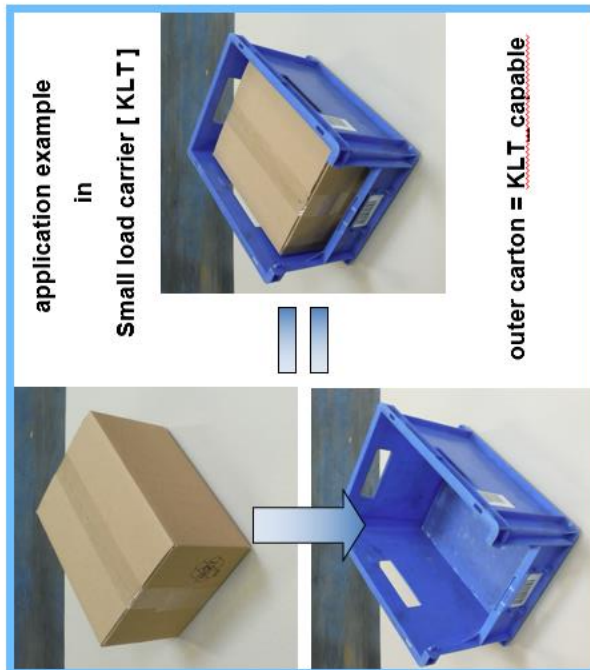 application example
in
Small load carrier [ KLT ]
outer carton = KLT capable